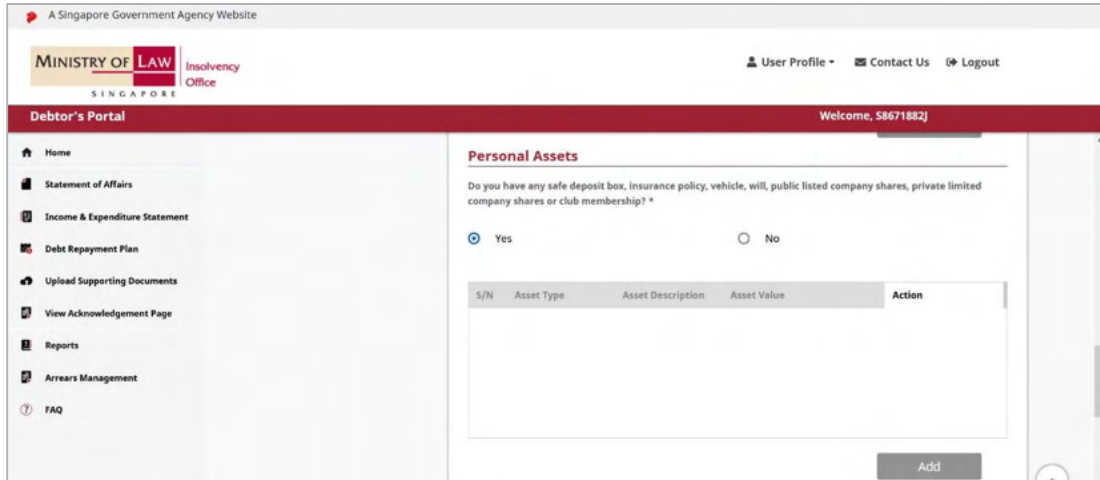 A Singapore Government Agency Website
MINISTRY OF LAW
SINGAPORE
Insolvency
Office
User Profile
Contact Us
Logout
Debtor's Portal
Welcome, S8671882J
Home
Statement of Affairs
Income & Expenditure Statement
Debt Repayment Plan
Upload Supporting Documents
View Acknowledgement Page
Reports
Arrears Management
FAQ
Personal Assets
Do you have any safe deposit box, insurance policy, vehicle, will, public listed company shares, private limited
company shares or club membership? *
Yes
No
S/N Asset Type Asset Description Asset Value Action
Add